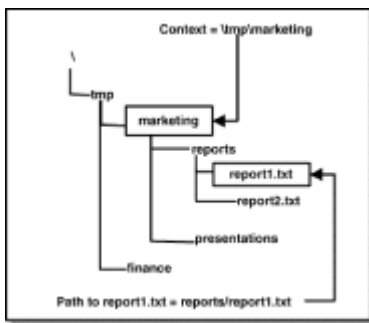 Context = \tmp\marketing
\
tmp
marketing
reports
report1.txt
report2.txt
presentations
finance
Path to report1.txt = reports/report1.txt